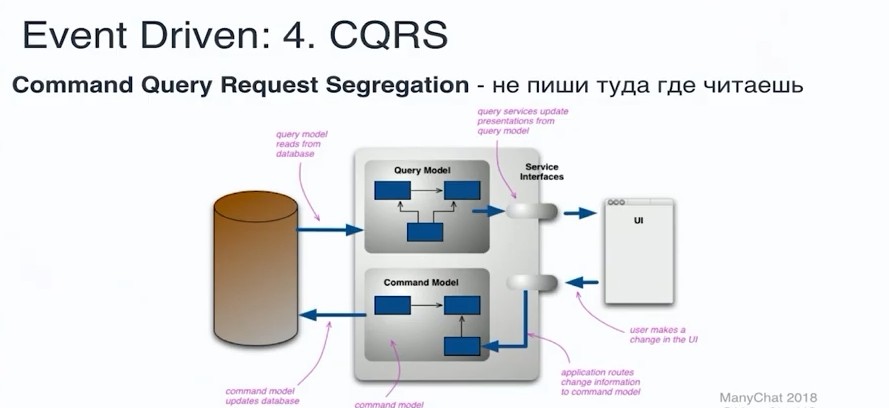 Event Driven: 4. CQRS
Command Query Request Segregation - не пиши туда где читаешь
query services update
presentations from
query model
query model
reads from
database
Query Model
Service
Interfaces
UI
Command Model
user makes a
change in the UI
application routes
change information
to command model
command model
updates database
command model
ManyChat 2018